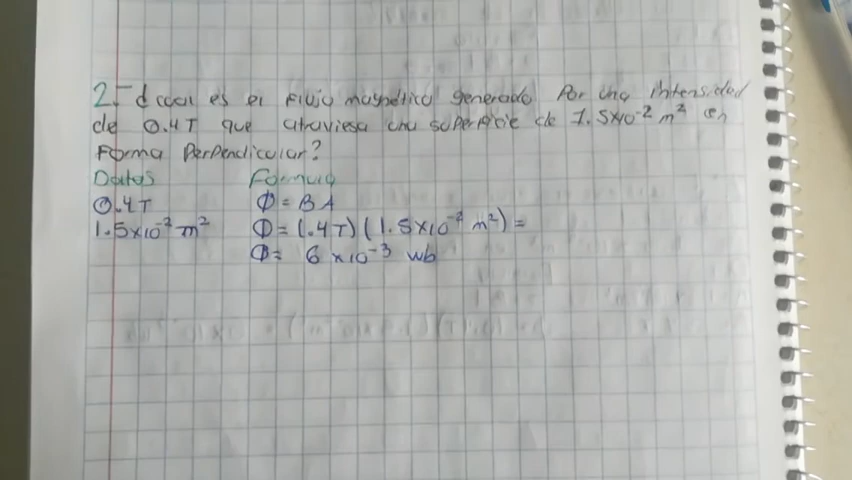 2.- ¿ cual es el Flujo magnético generado Por una intensidad
de 0.4T que atraviesa una superficie de 1.5x10⁻² m² en
Forma Perpendicular?
Datos Formula
0.4T Φ = BA
1.5x10⁻² m² Φ = (.4T)(1.5x10⁻² m²) =
Φ = 6 x10⁻³ wb